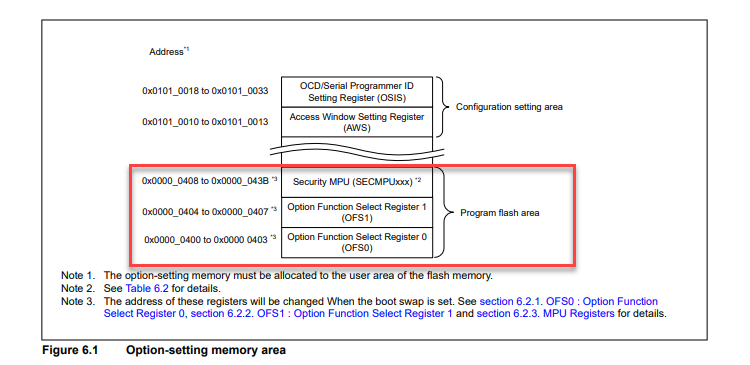 Address*1
0x0101_0018 to 0x0101_0033
OCD/Serial Programmer ID
Setting Register (OSIS)
Configuration setting area
0x0101_0010 to 0x0101_0013
Access Window Setting Register
(AWS)
0x0000_0408 to 0x0000_043B *3
Security MPU (SECMPUxxx) *2
0x0000_0404 to 0x0000_0407 *3
Option Function Select Register 1
(OFS1)
Program flash area
0x0000_0400 to 0x0000 0403 *3
Option Function Select Register 0
(OFS0)
Note 1. The option-setting memory must be allocated to the user area of the flash memory.
Note 2. See Table 6.2 for details.
Note 3. The address of these registers will be changed When the boot swap is set. See section 6.2.1. OFS0 : Option Function
Select Register 0, section 6.2.2. OFS1 : Option Function Select Register 1 and section 6.2.3. MPU Registers for details.
Figure 6.1 Option-setting memory area